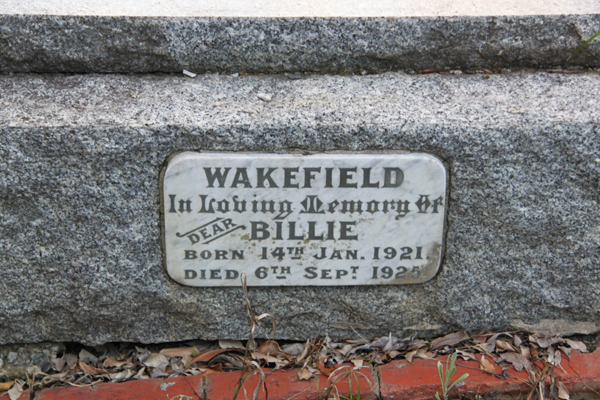 WAKEFIELD
In Loving Memory Of
DEAR BILLIE
BORN 14TH JAN. 1921.
DIED 6TH SEPT. 1925.